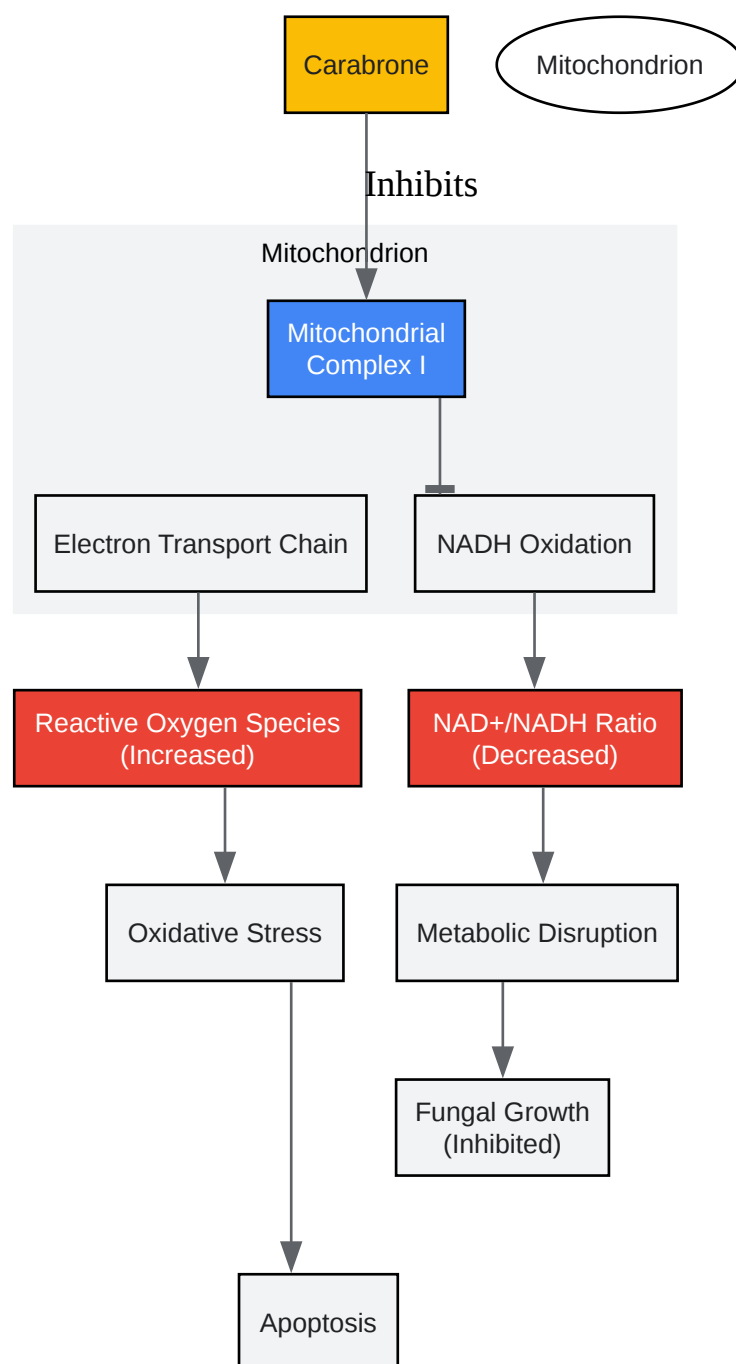 Carabrone
Mitochondrion
Inhibits
Mitochondrion
Mitochondrial
Complex I
Electron Transport Chain
NADH Oxidation
Reactive Oxygen Species
(Increased)
NAD+/NADH Ratio
(Decreased)
Oxidative Stress
Metabolic Disruption
Fungal Growth
(Inhibited)
Apoptosis